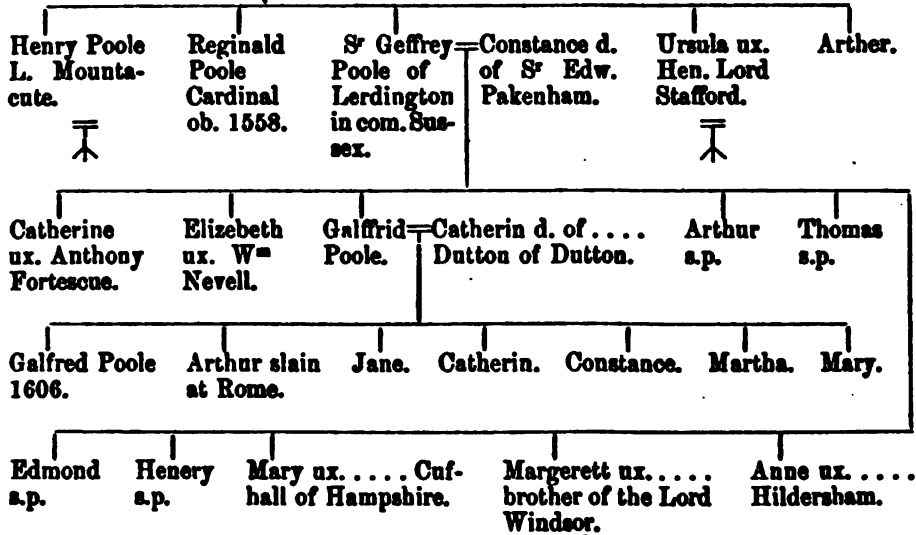 Henry Poole
L. Mounta-
cute.
Reginald
Poole
Cardinal
ob. 1558.
Sr Geffrey
Poole of
Lerdington
in com. Sus-
sex.
Constance d.
of Sr Edw.
Pakenham.
Ursula ux.
Hen. Lord
Stafford.
Arther.
Catherine
ux. Anthony
Fortescue.
Elizebeth
ux. Wm
Nevell.
Galffrid
Poole.
Catherin d. of ....
Dutton of Dutton.
Arthur
s.p.
Thomas
s.p.
Galfred Poole
1606.
Arthur slain
at Rome.
Jane.
Catherin.
Constance.
Martha.
Mary.
Edmond
s.p.
Henery
s.p.
Mary ux. .... Cuf-
hall of Hampshire.
Margerett ux. ....
brother of the Lord
Windsor.
Anne ux. ....
Hildersham.